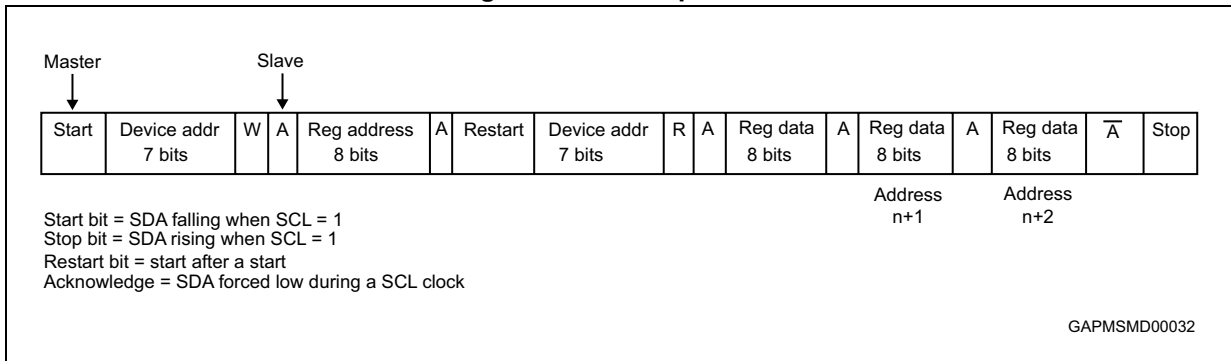 Master Slave
Start Device addr W A Reg address A Restart Device addr R A Reg data A Reg data A Reg data A Stop
7 bits 8 bits 7 bits 8 bits 8 bits 8 bits
Address Address
n+1 n+2
Start bit = SDA falling when SCL = 1
Stop bit = SDA rising when SCL = 1
Restart bit = start after a start
Acknowledge = SDA forced low during a SCL clock
GAPMSMD00032